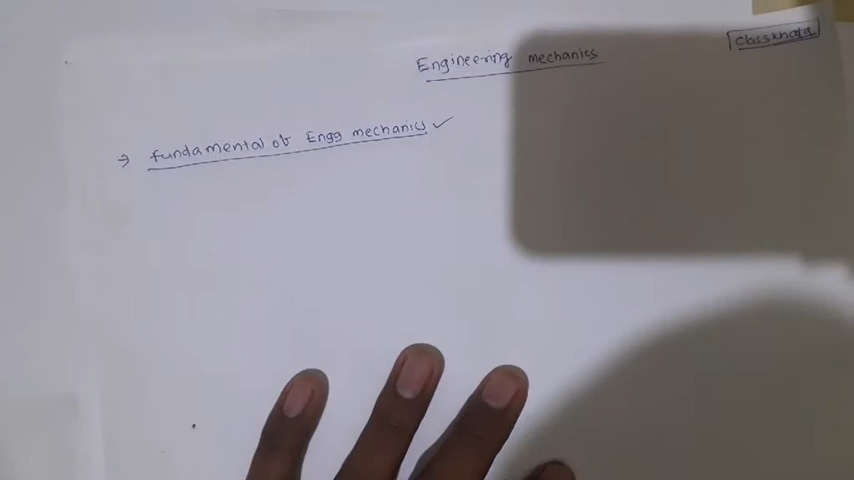 Engineering mechanics
classkhata
→ fundamental of Engg mechanics ✓